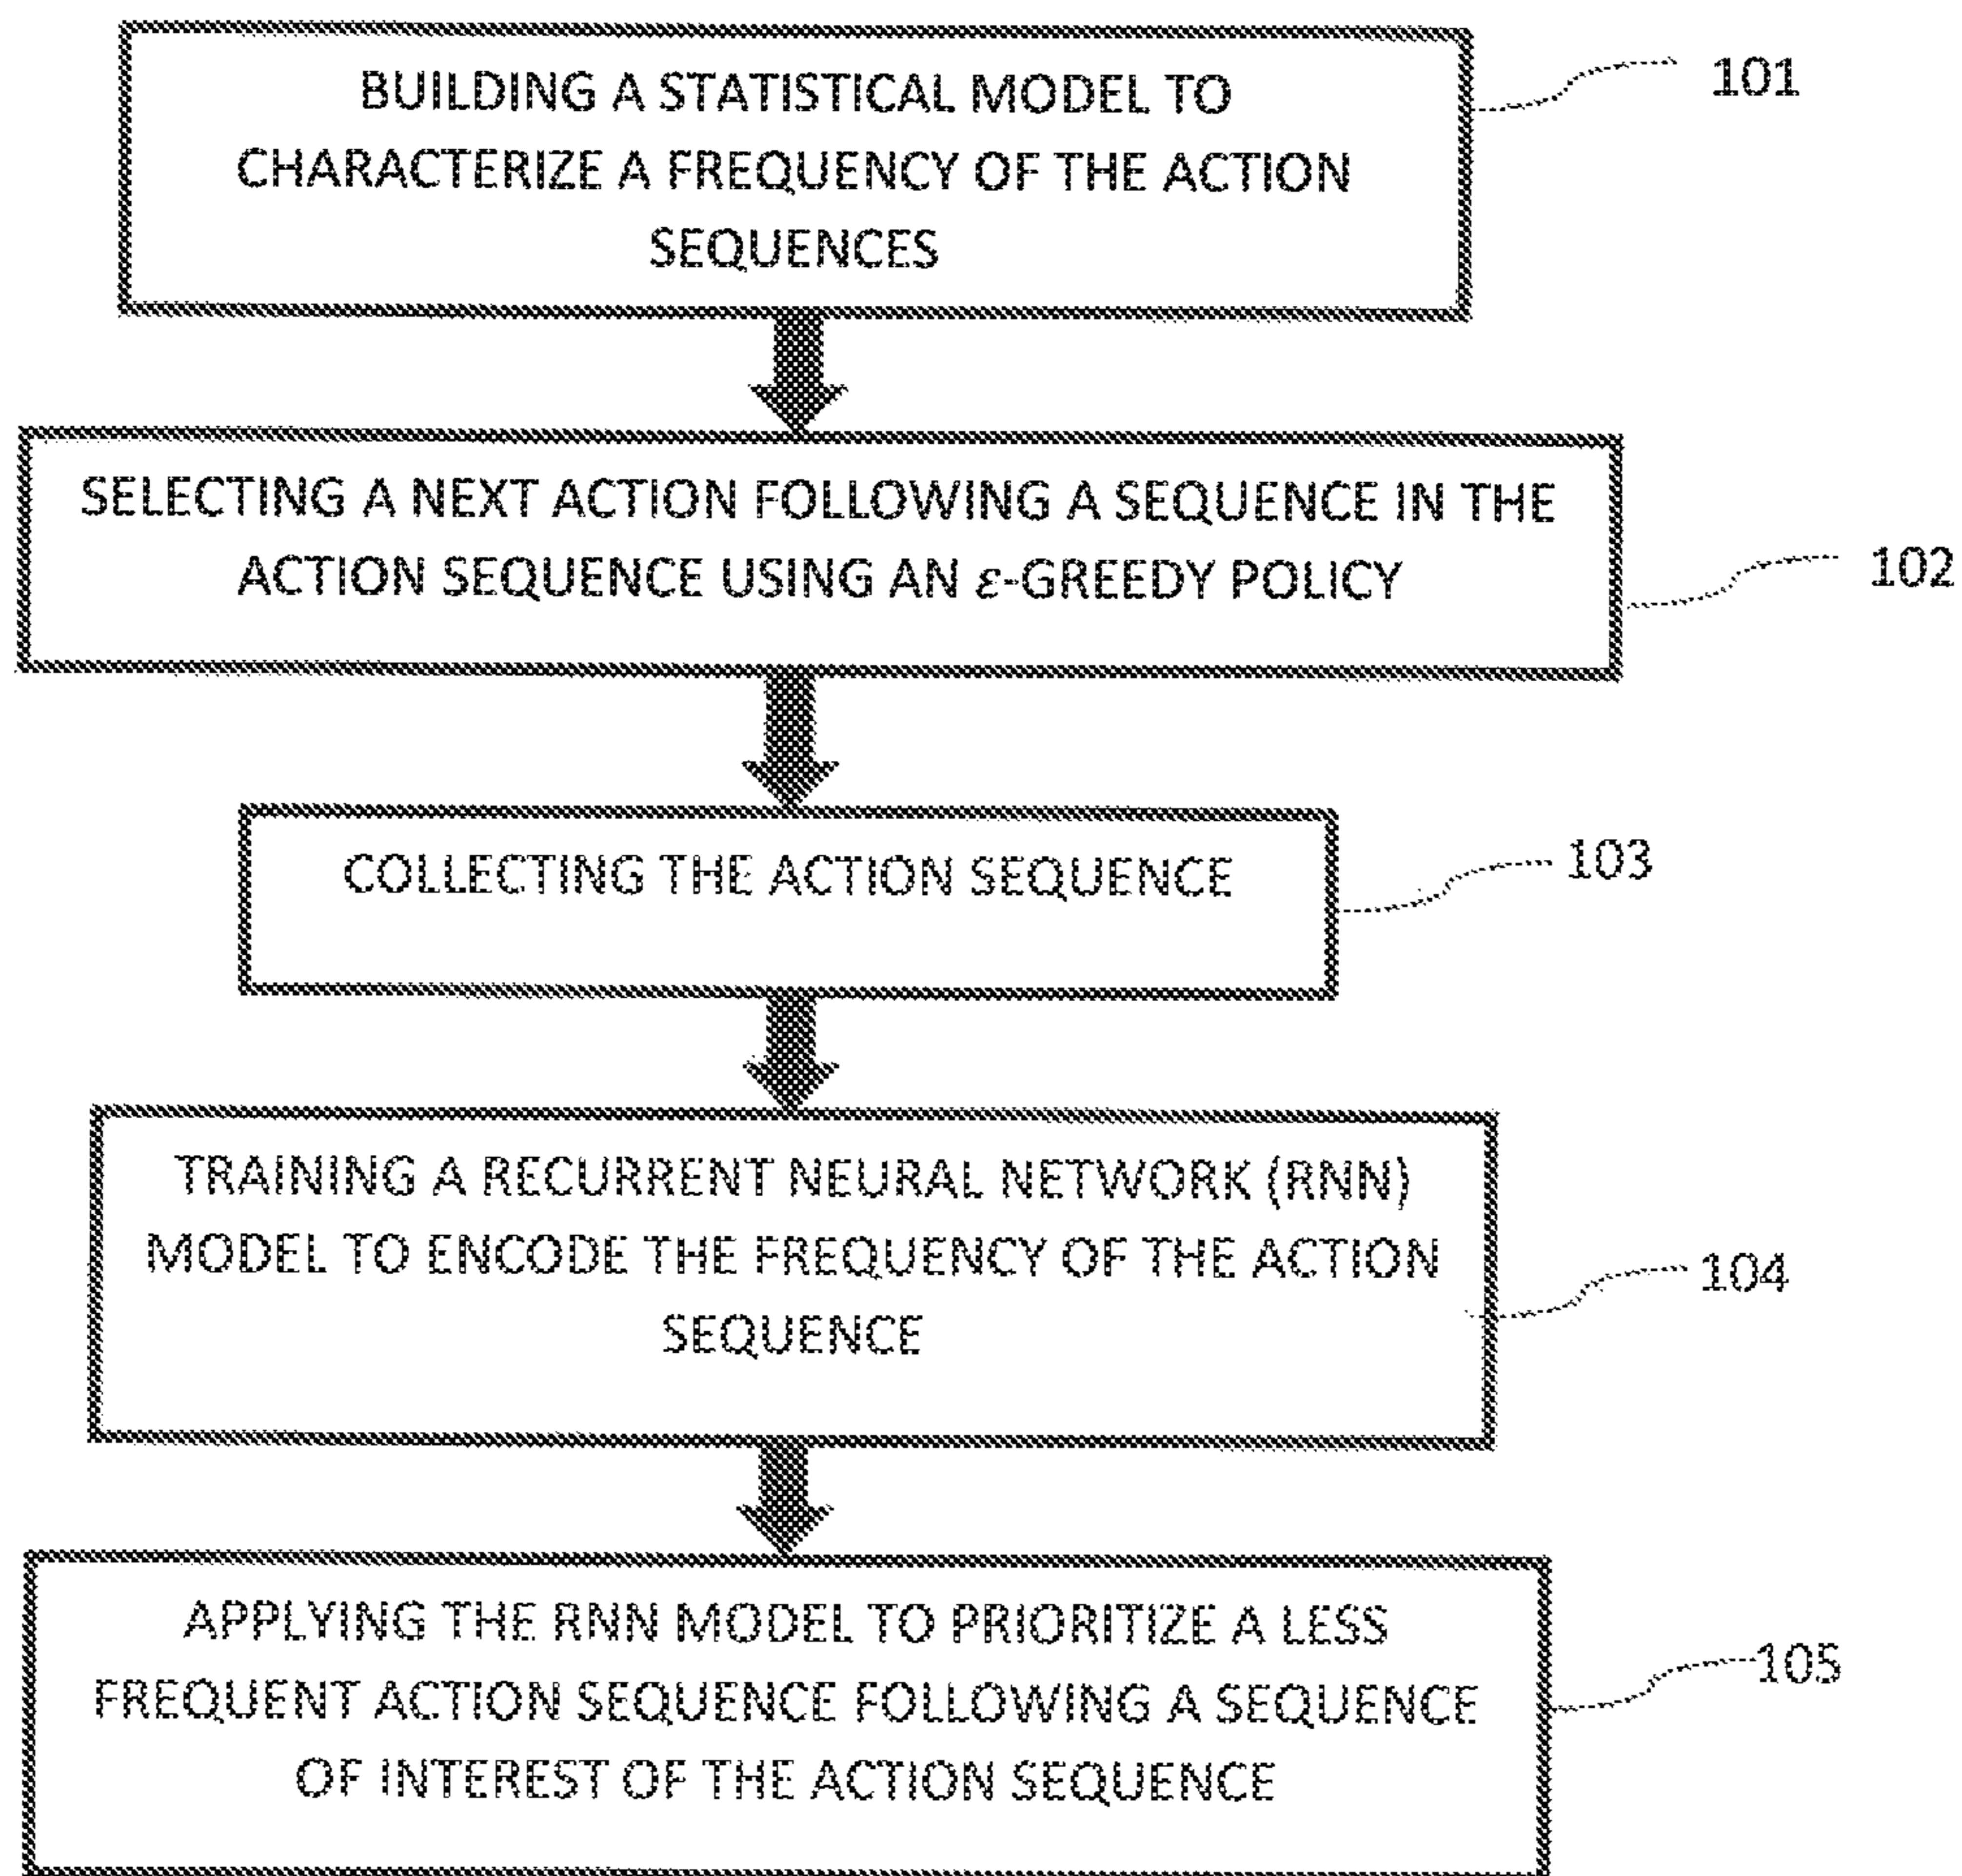 BUILDING A STATISTICAL MODEL TO
CHARACTERIZE A FREQUENCY OF THE ACTION
SEQUENCES
101
SELECTING A NEXT ACTION FOLLOWING A SEQUENCE IN THE
ACTION SEQUENCE USING AN ε-GREEDY POLICY
102
COLLECTING THE ACTION SEQUENCE
103
TRAINING A RECURRENT NEURAL NETWORK (RNN)
MODEL TO ENCODE THE FREQUENCY OF THE ACTION
SEQUENCE
104
APPLYING THE RNN MODEL TO PRIORITIZE A LESS
FREQUENT ACTION SEQUENCE FOLLOWING A SEQUENCE
OF INTEREST OF THE ACTION SEQUENCE
105